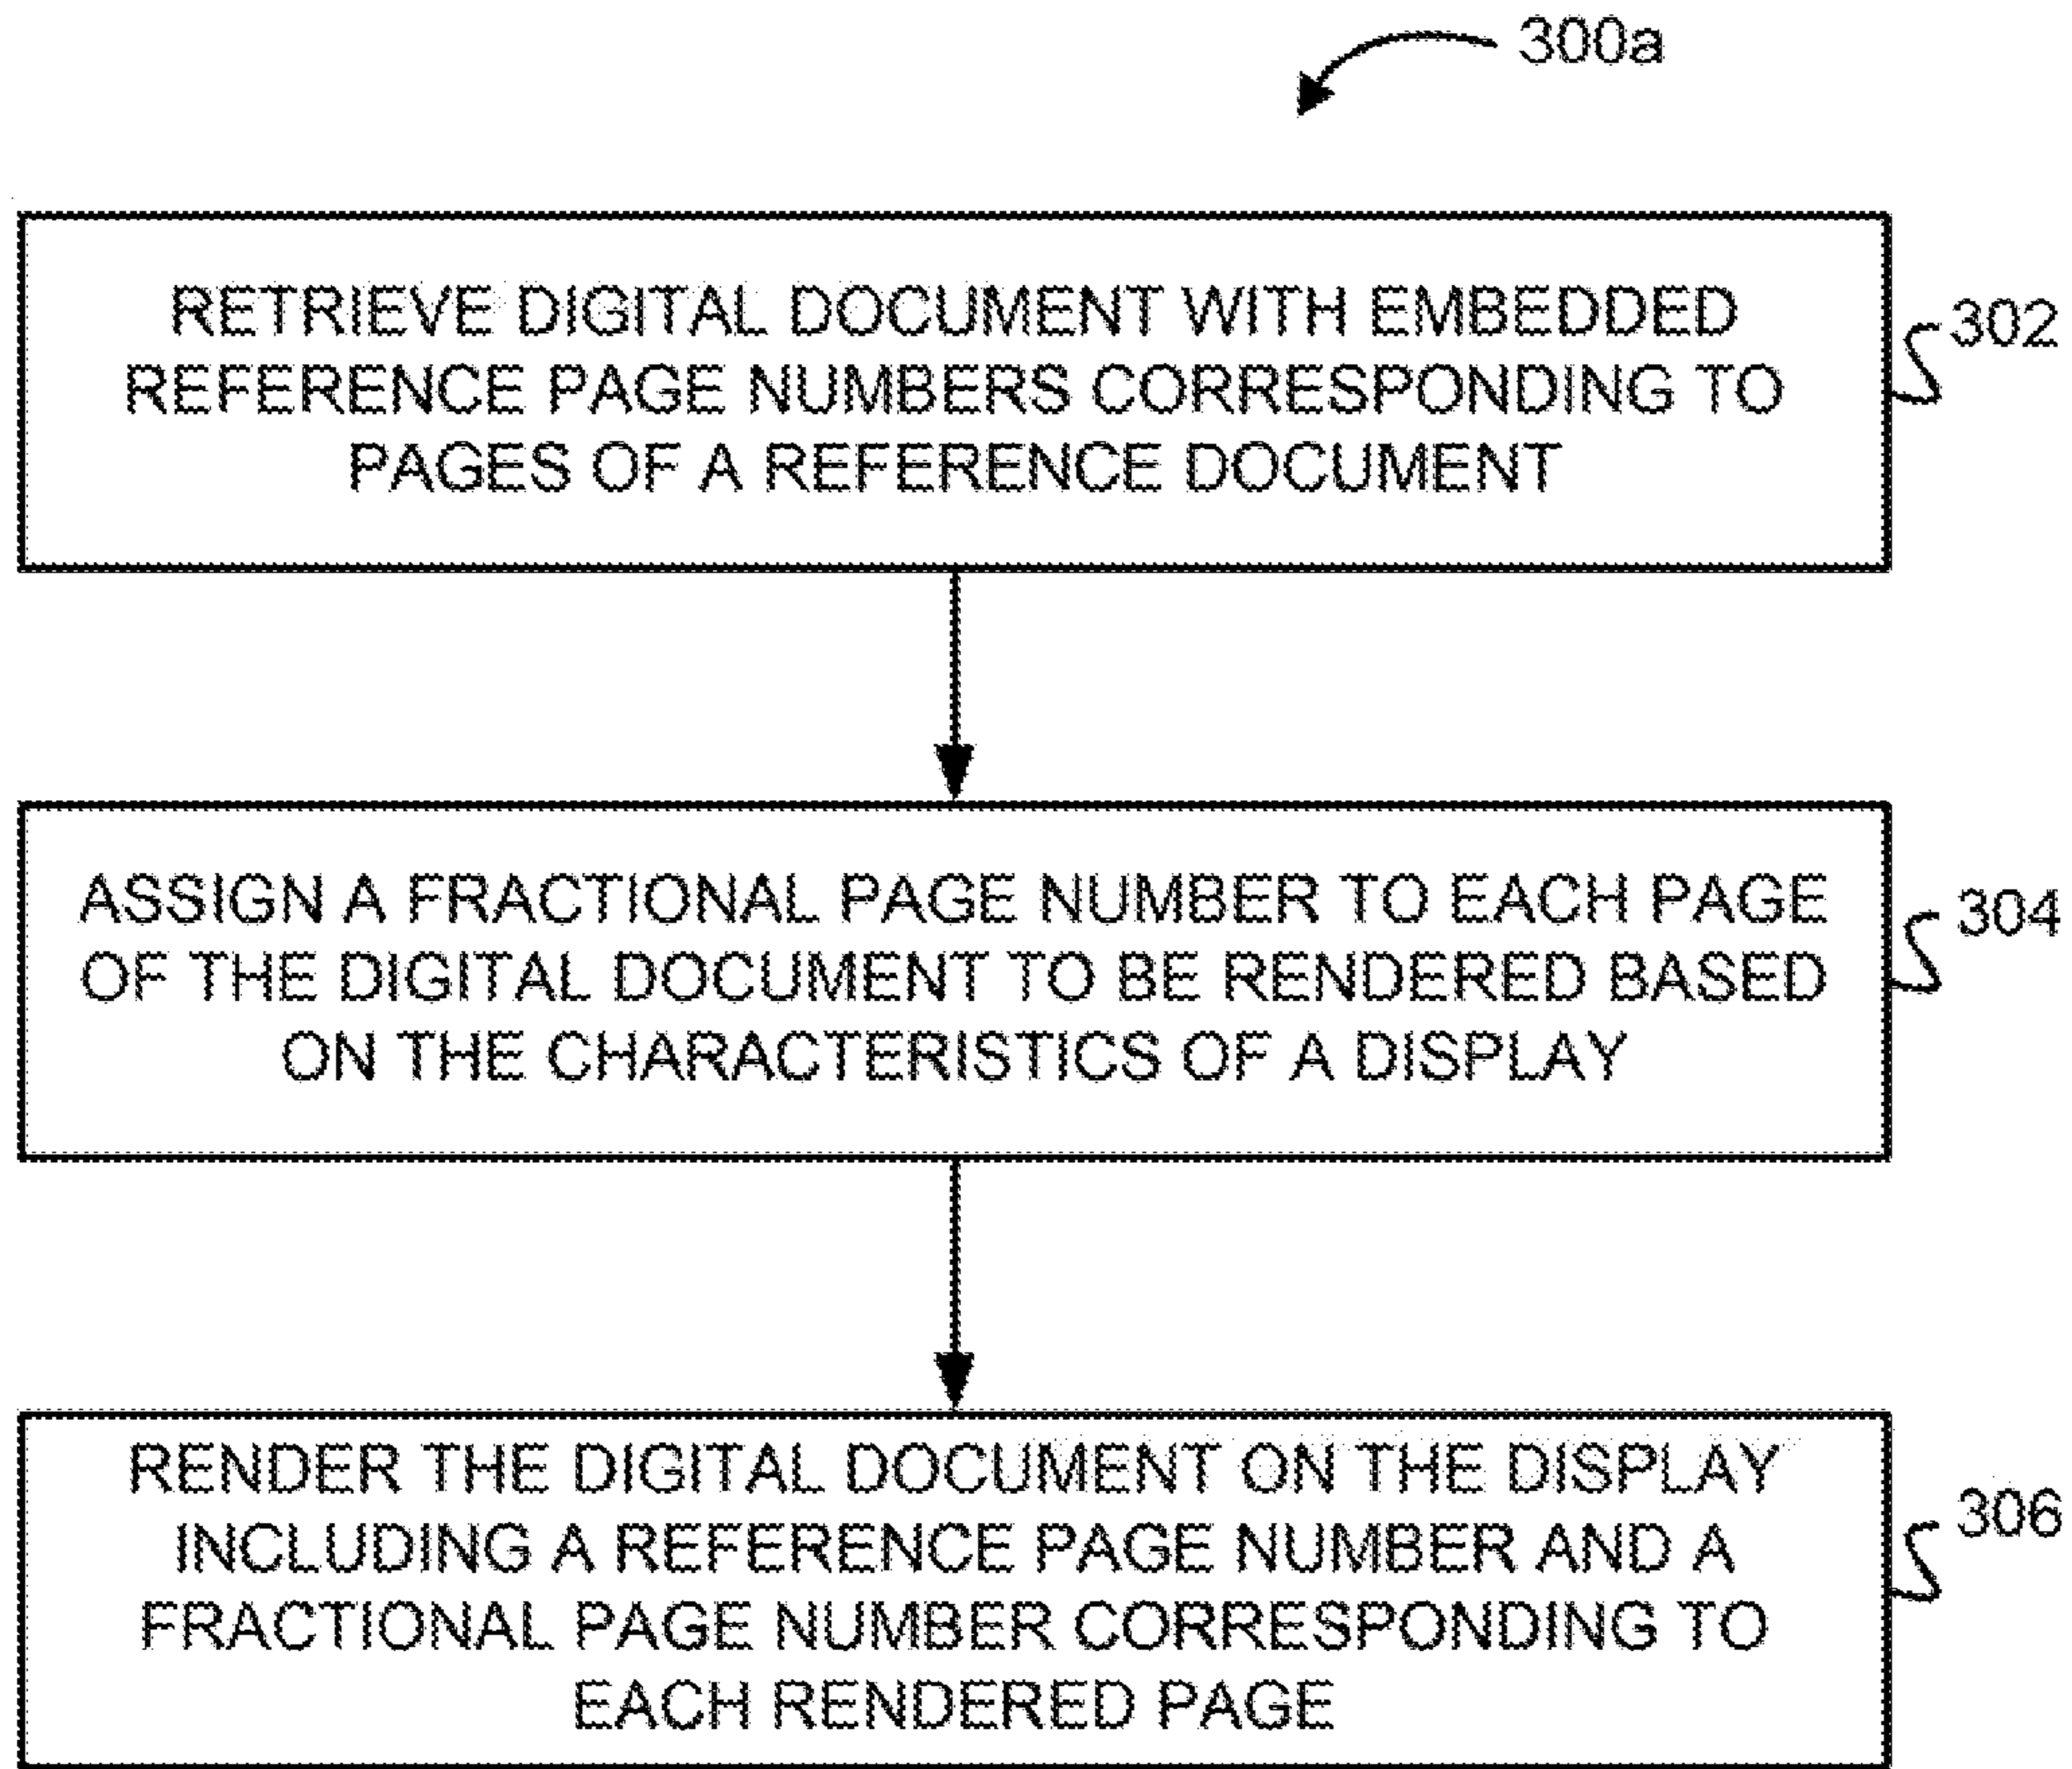 300a
RETRIEVE DIGITAL DOCUMENT WITH EMBEDDED
REFERENCE PAGE NUMBERS CORRESPONDING TO
PAGES OF A REFERENCE DOCUMENT
302
ASSIGN A FRACTIONAL PAGE NUMBER TO EACH PAGE
OF THE DIGITAL DOCUMENT TO BE RENDERED BASED
ON THE CHARACTERISTICS OF A DISPLAY
304
RENDER THE DIGITAL DOCUMENT ON THE DISPLAY
INCLUDING A REFERENCE PAGE NUMBER AND A
FRACTIONAL PAGE NUMBER CORRESPONDING TO
EACH RENDERED PAGE
306